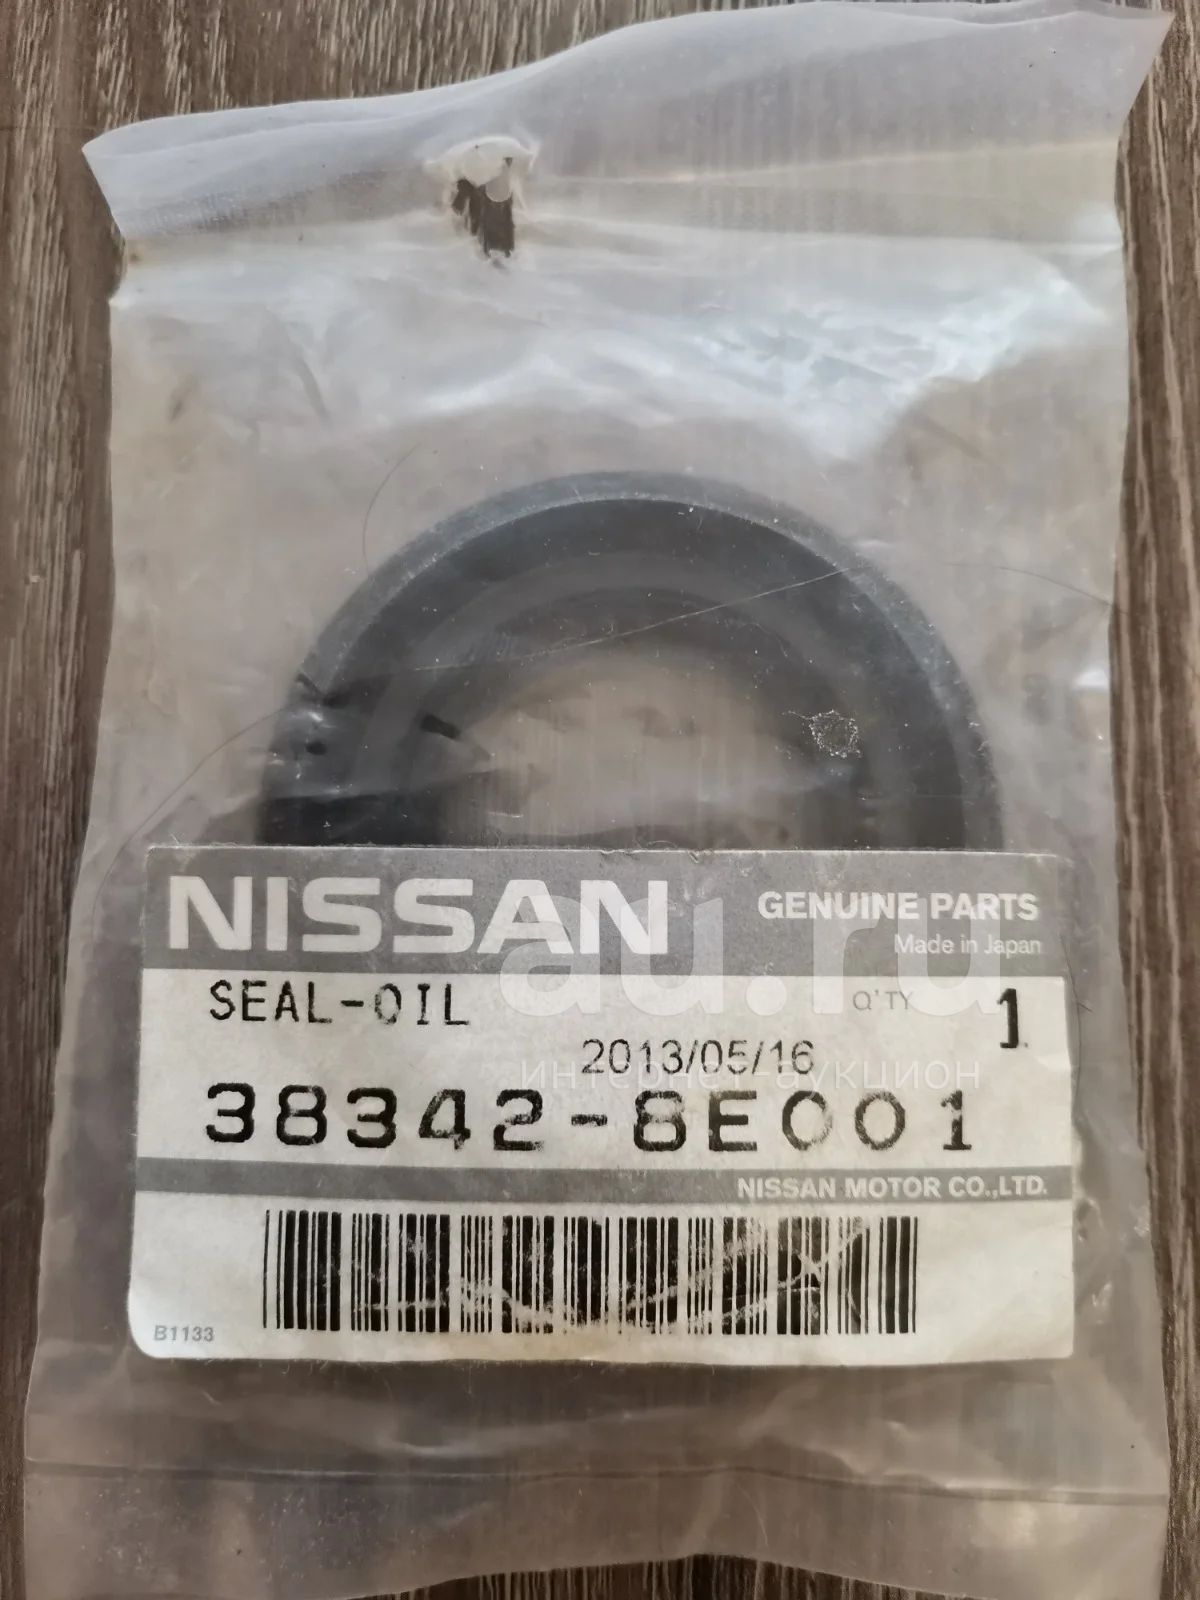 NISSAN
GENUINE PARTS
Made in Japan
SEAL-OIL
Q'TY 1
2013/05/16
38342-8E001
NISSAN MOTOR CO.,LTD.
B1133
au.ru
интернет-аукцион